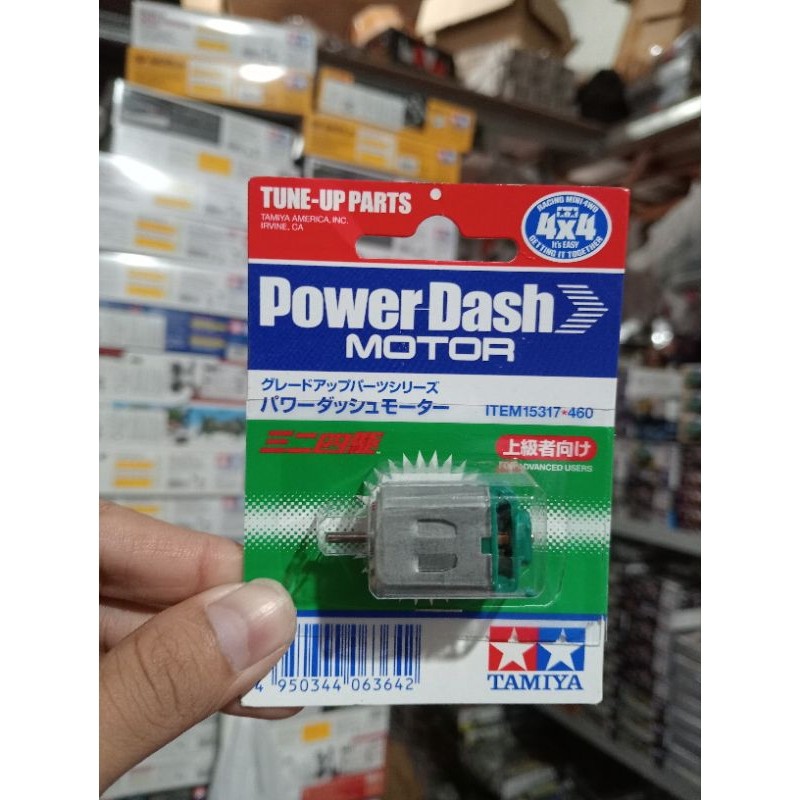 TUNE-UP PARTS
TAMIYA AMERICA, INC.
IRVINE, CA
RACING MINI-4WD
4x4
It's EASY
GETTING IT TOGETHER
Power Dash
MOTOR
グレードアップパーツシリーズ
パワーダッシュモーター
ITEM15317★460
ミニ四駆
上級者向け
FOR ADVANCED USERS
4 950344 063642
TAMIYA